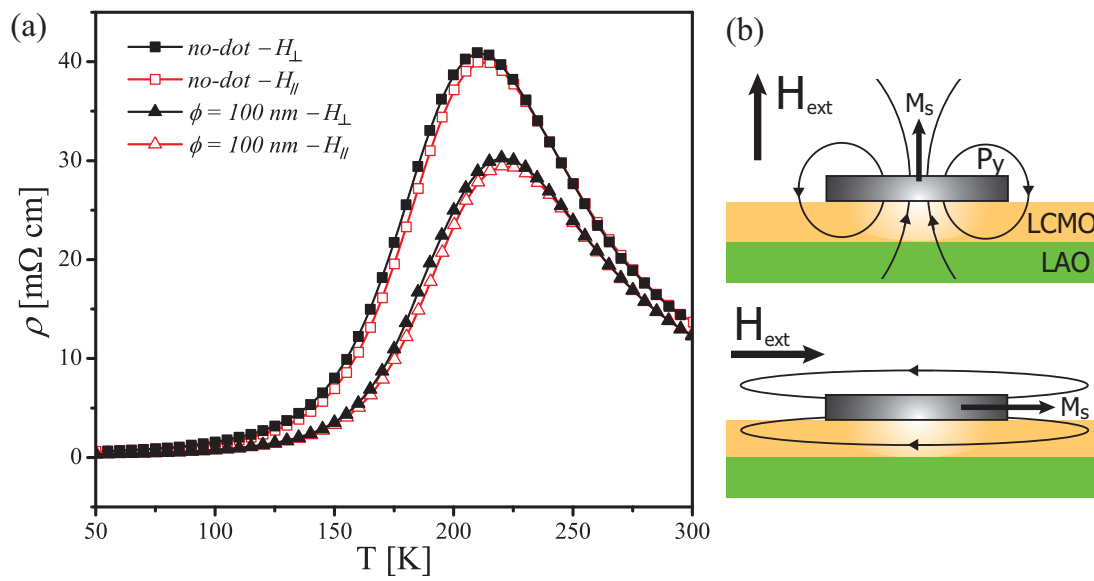 (a)
no-dot – H⊥
no-dot – H∥
ϕ = 100 nm – H⊥
ϕ = 100 nm – H∥
ρ [mΩ cm]
40
30
20
10
0
50 100 150 200 250 300
T [K]
(b)
Hext
Ms
Py
LCMO
LAO
Hext
Ms